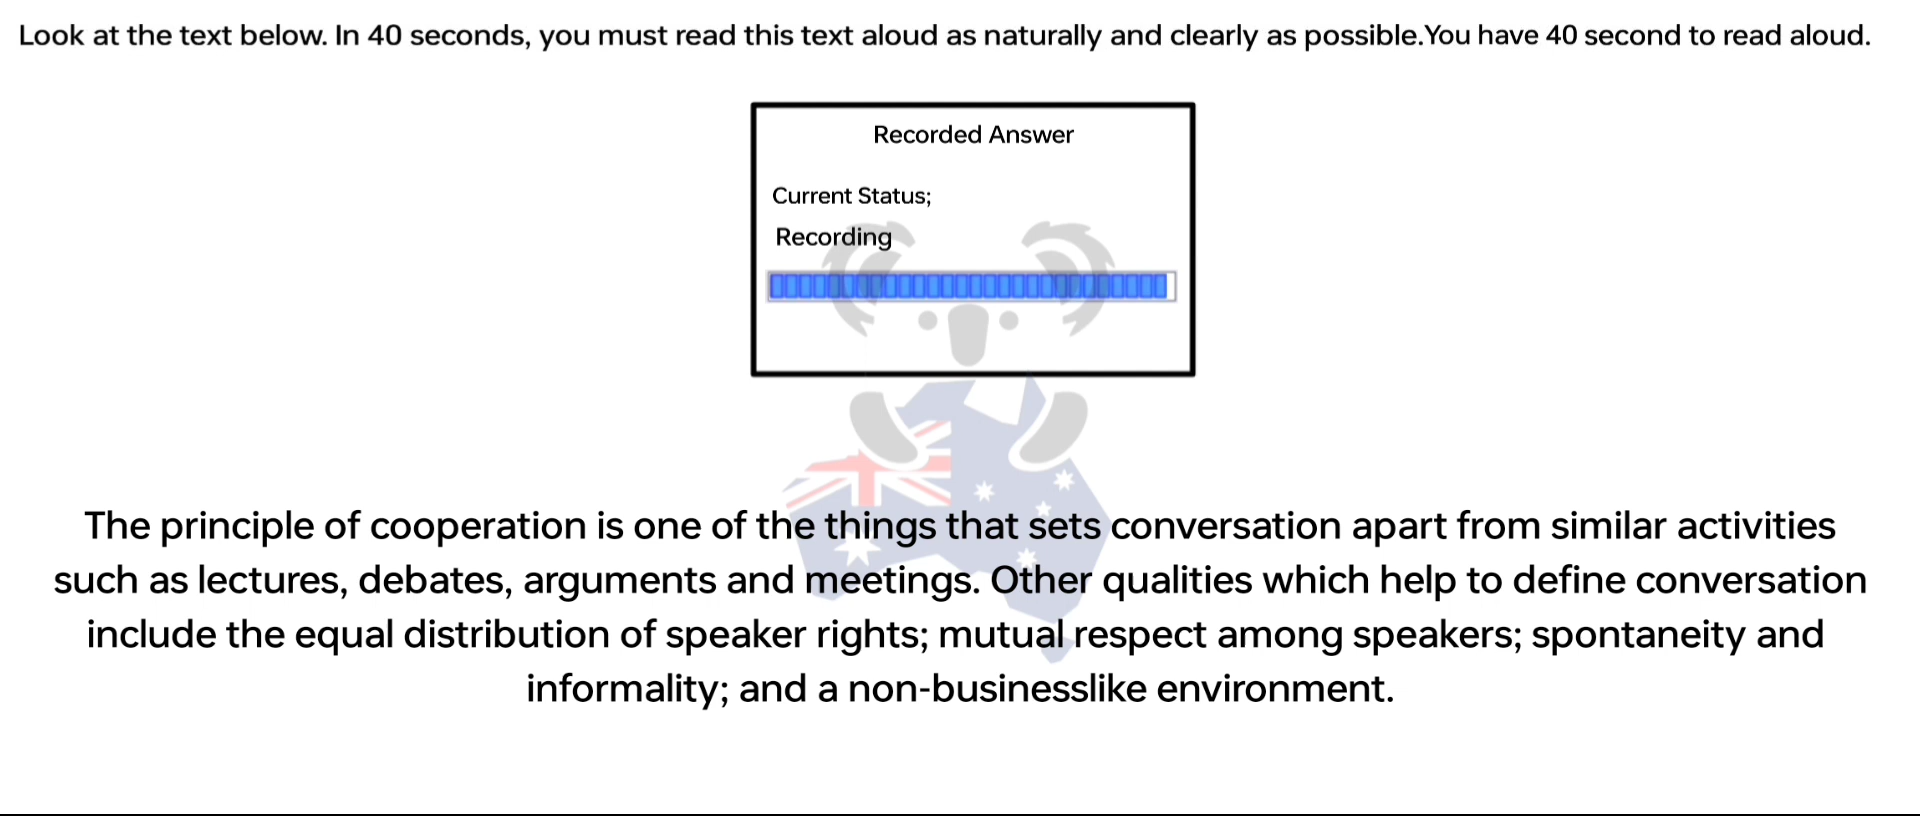 Look at the text below. In 40 seconds, you must read this text aloud as naturally and clearly as possible.You have 40 second to read aloud.
Recorded Answer
Current Status;
Recording
The principle of cooperation is one of the things that sets conversation apart from similar activities
such as lectures, debates, arguments and meetings. Other qualities which help to define conversation
include the equal distribution of speaker rights; mutual respect among speakers; spontaneity and
informality; and a non-businesslike environment.